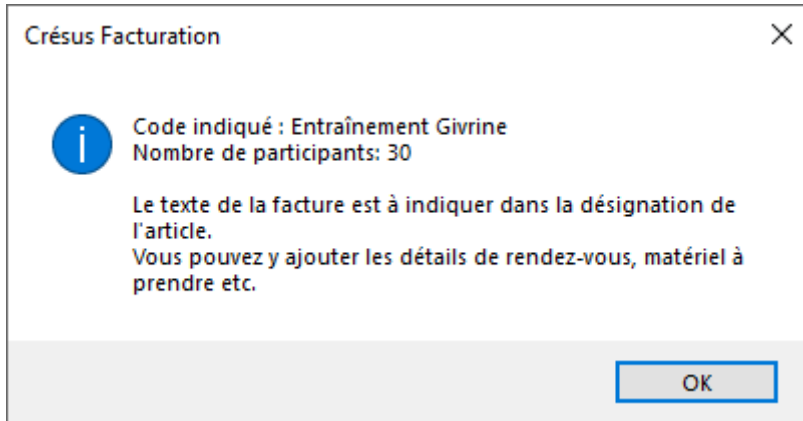 Crésus Facturation
Code indiqué : Entraînement Givrine
Nombre de participants: 30
Le texte de la facture est à indiquer dans la désignation de
l'article.
Vous pouvez y ajouter les détails de rendez-vous, matériel à
prendre etc.
OK